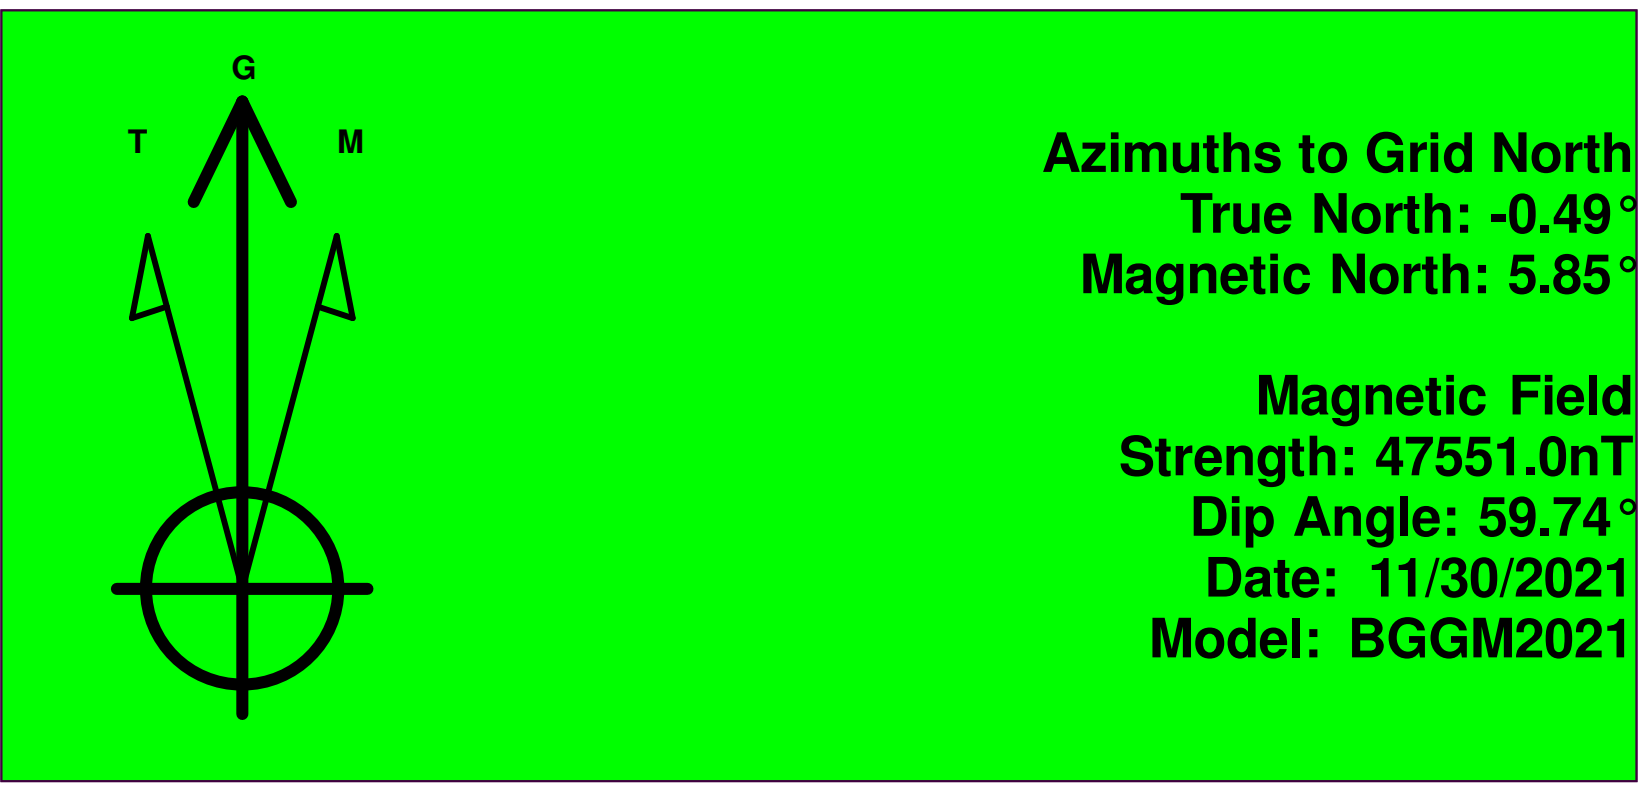 G
T M
Azimuths to Grid North
True North: -0.49°
Magnetic North: 5.85°
Magnetic Field
Strength: 47551.0nT
Dip Angle: 59.74°
Date: 11/30/2021
Model: BGGM2021